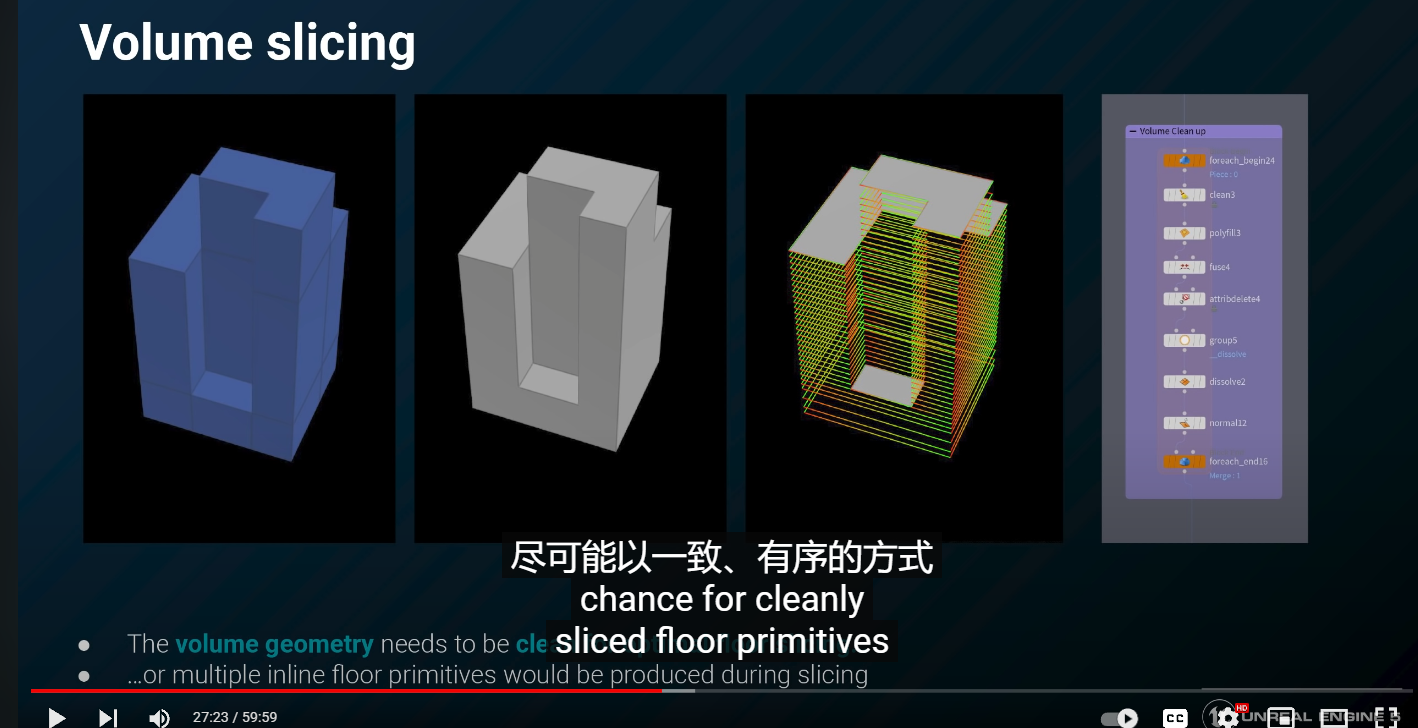 Volume slicing
Volume Clean up
foreach_begin24
Piece : 0
clean3
polyfill3
fuse4
attribdelete4
group5
__dissolve
dissolve2
normal12
foreach_end16
Merge : 1
尽可能以一致、有序的方式
chance for cleanly
sliced floor primitives
The volume geometry needs to be
...or multiple inline floor primitives would be produced during slicing
27:23 / 59:59
CC
HD
UNREAL ENGINE 5